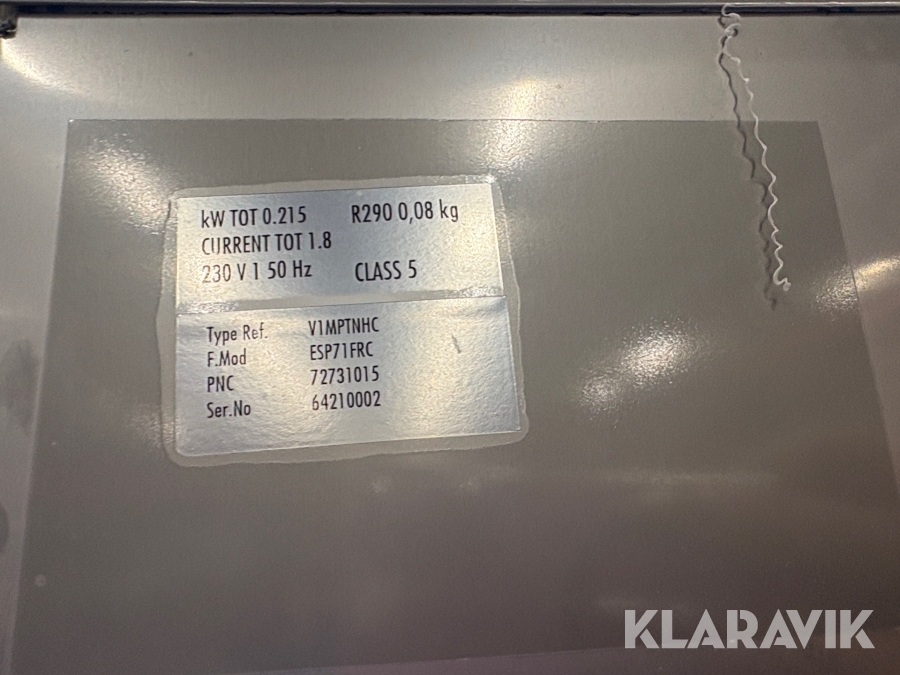 kW TOT 0.215 R290 0,08 kg
CURRENT TOT 1.8
230 V 1 50 Hz CLASS 5
Type Ref. V1MPTNHC
F.Mod ESP71FRC
PNC 72731015
Ser.No 64210002
KLARAVIK